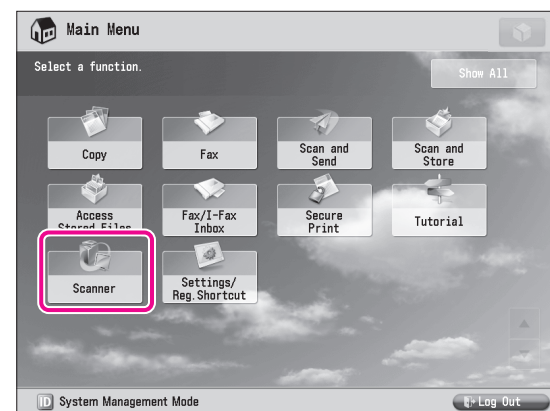 Main Menu
Select a function.
Show All
Copy
Fax
Scan and
Send
Scan and
Store
Access
Stored Files
Fax/I-Fax
Inbox
Secure
Print
Tutorial
Scanner
Settings/
Reg.Shortcut
ID System Management Mode
Log Out